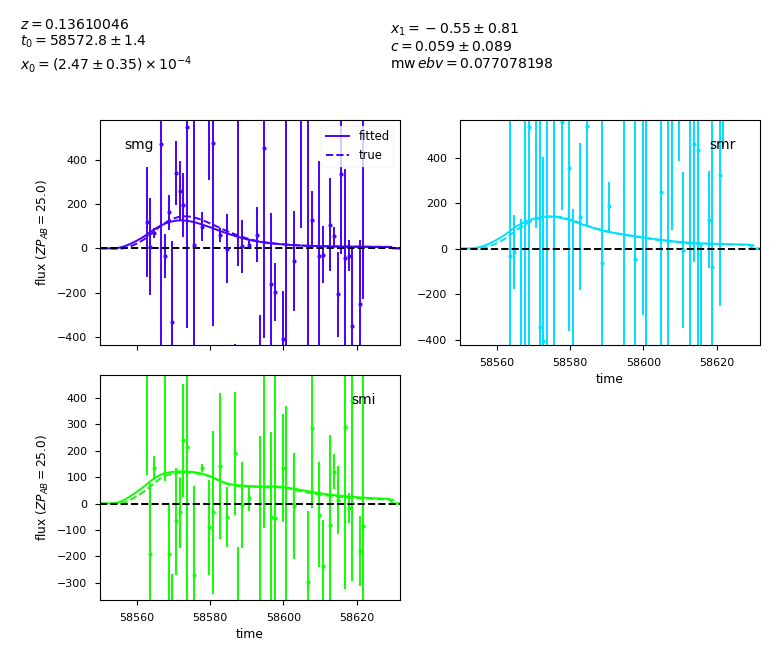 z = 0.13610046
t₀ = 58572.8 ± 1.4
x₀ = (2.47 ± 0.35) × 10⁻⁴
x₁ = −0.55 ± 0.81
c = 0.059 ± 0.089
mw ebv = 0.077078198
smg
fitted
true
400
200
0
−200
−400
flux (ZP_AB = 25.0)
smr
400
200
0
−200
−400
58560 58580 58600 58620
time
smi
400
300
200
100
0
−100
−200
−300
flux (ZP_AB = 25.0)
58560 58580 58600 58620
time